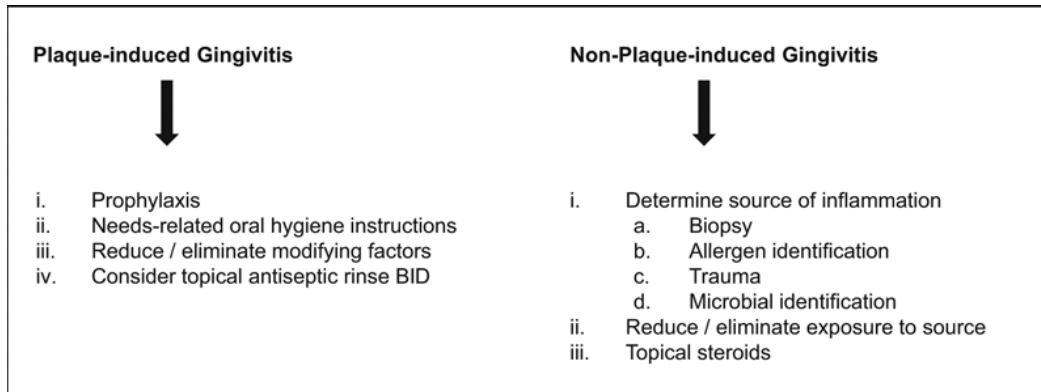 Plaque-induced Gingivitis
i. Prophylaxis
ii. Needs-related oral hygiene instructions
iii. Reduce / eliminate modifying factors
iv. Consider topical antiseptic rinse BID
Non-Plaque-induced Gingivitis
i. Determine source of inflammation
a. Biopsy
b. Allergen identification
c. Trauma
d. Microbial identification
ii. Reduce / eliminate exposure to source
iii. Topical steroids